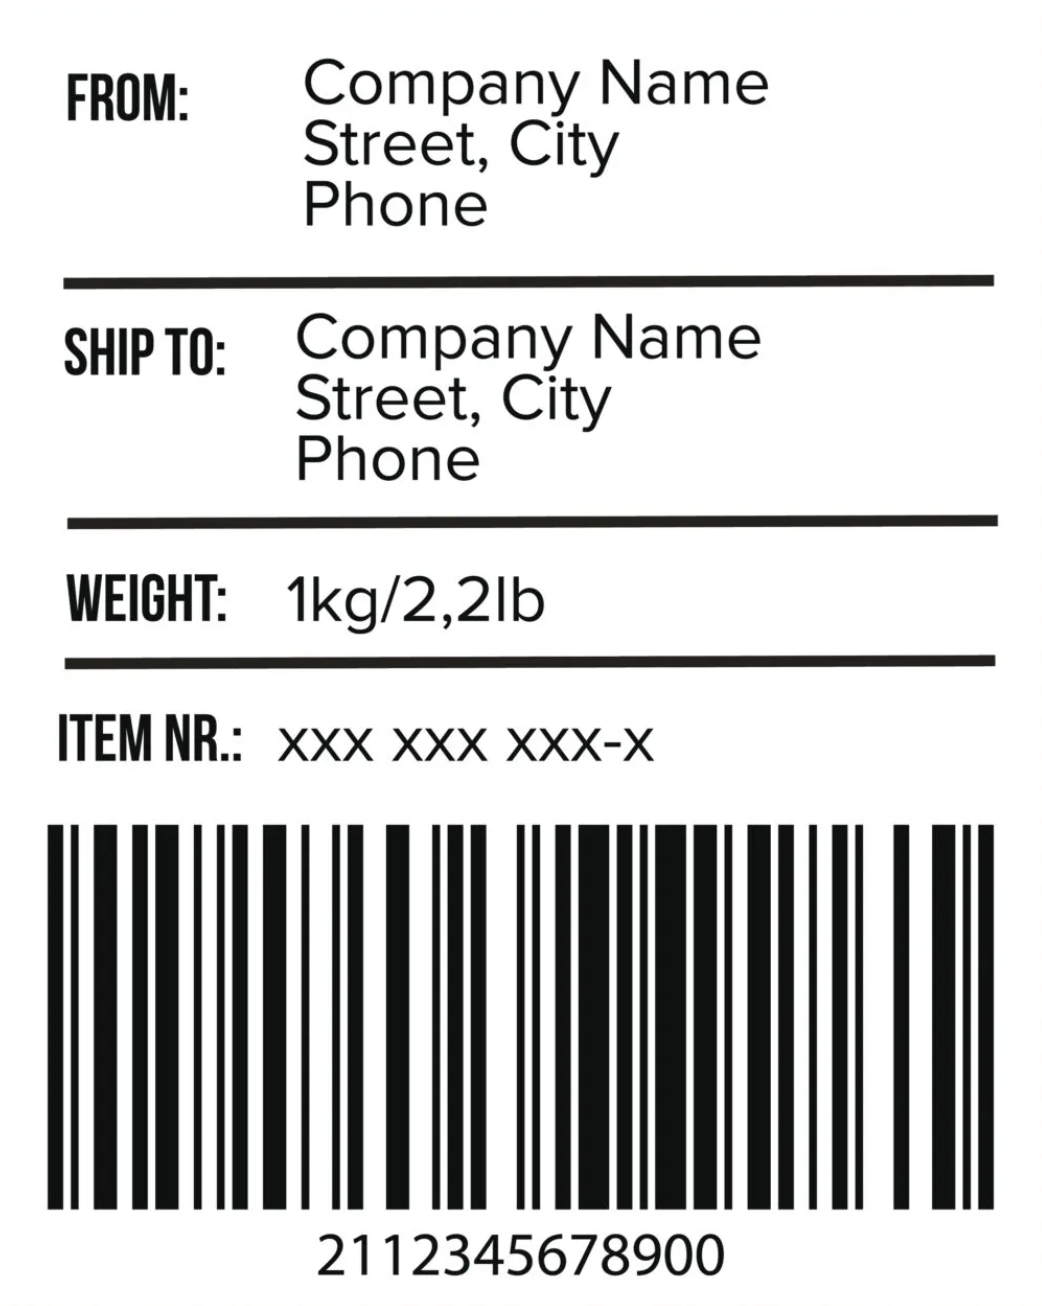 FROM: Company Name
Street, City
Phone
SHIP TO: Company Name
Street, City
Phone
WEIGHT: 1kg/2,2lb
ITEM NR.: xxx xxx xxx-x
2112345678900